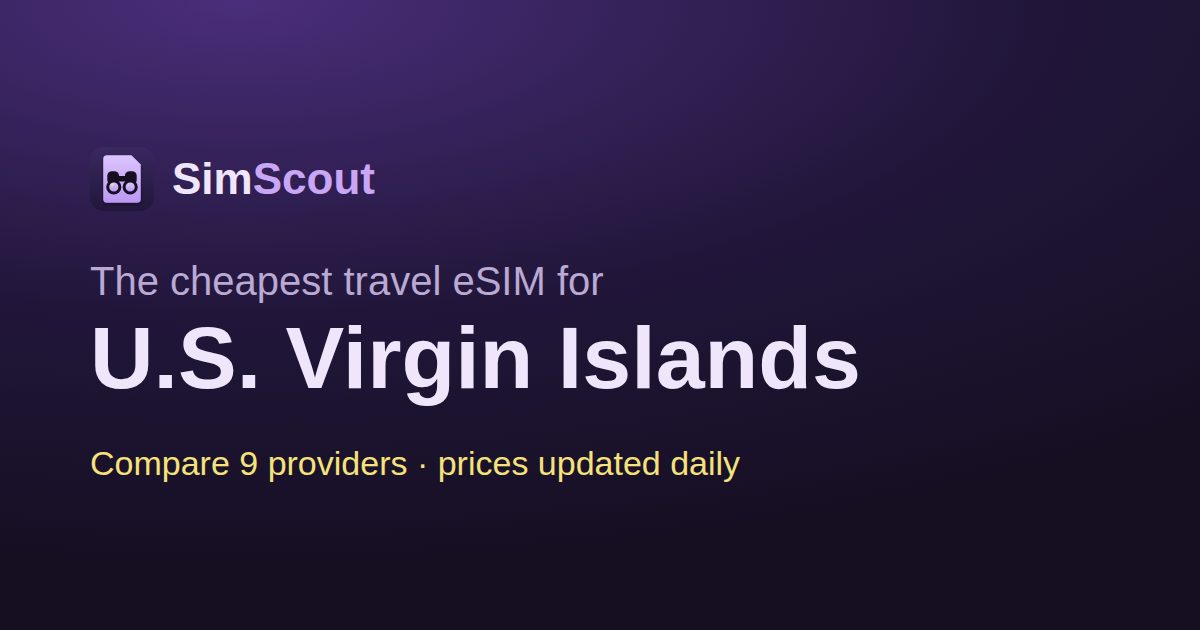 SimScout
The cheapest travel eSIM for
U.S. Virgin Islands
Compare 9 providers · prices updated daily